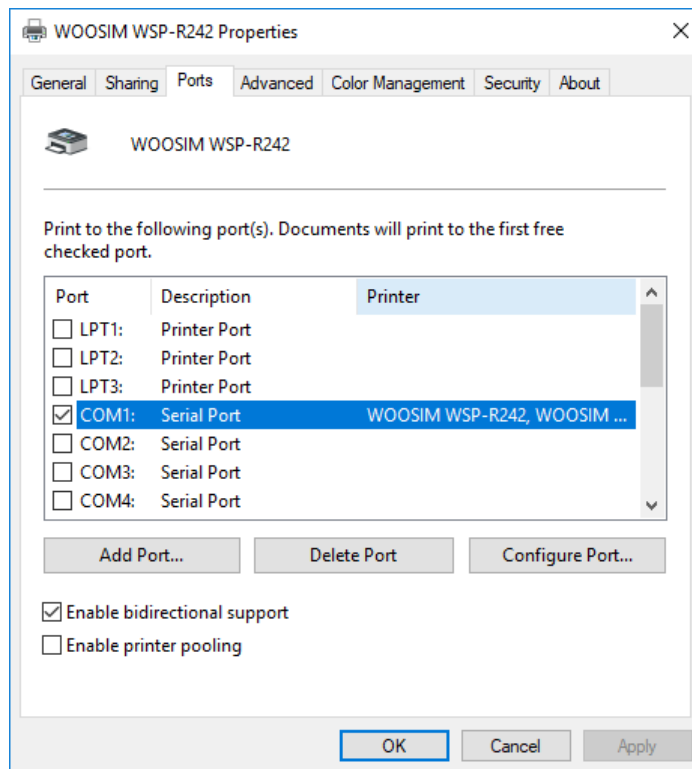 WOOSIM WSP-R242 Properties
General Sharing Ports Advanced Color Management Security About
WOOSIM WSP-R242
Print to the following port(s). Documents will print to the first free
checked port.
Port Description Printer
LPT1: Printer Port
LPT2: Printer Port
LPT3: Printer Port
COM1: Serial Port WOOSIM WSP-R242, WOOSIM ...
COM2: Serial Port
COM3: Serial Port
COM4: Serial Port
Add Port... Delete Port Configure Port...
Enable bidirectional support
Enable printer pooling
OK Cancel Apply